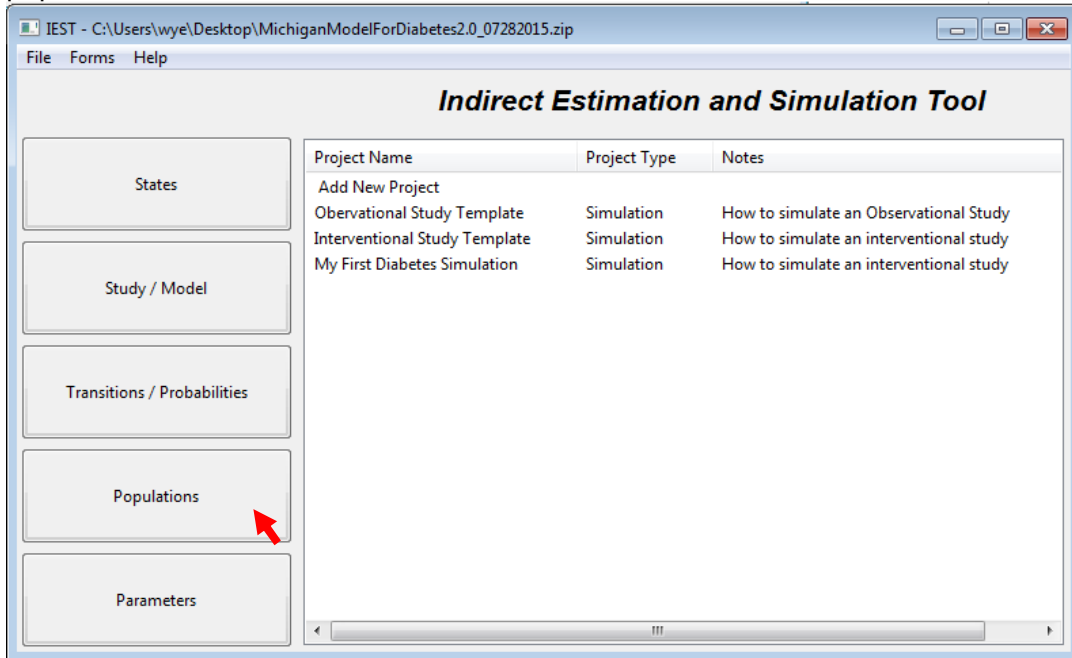 IEST - C:\Users\wye\Desktop\MichiganModelForDiabetes2.0_07282015.zip
File Forms Help
Indirect Estimation and Simulation Tool
States
Study / Model
Transitions / Probabilities
Populations
Parameters
Project Name Project Type Notes
Add New Project
Obervational Study Template Simulation How to simulate an Observational Study
Interventional Study Template Simulation How to simulate an interventional study
My First Diabetes Simulation Simulation How to simulate an interventional study